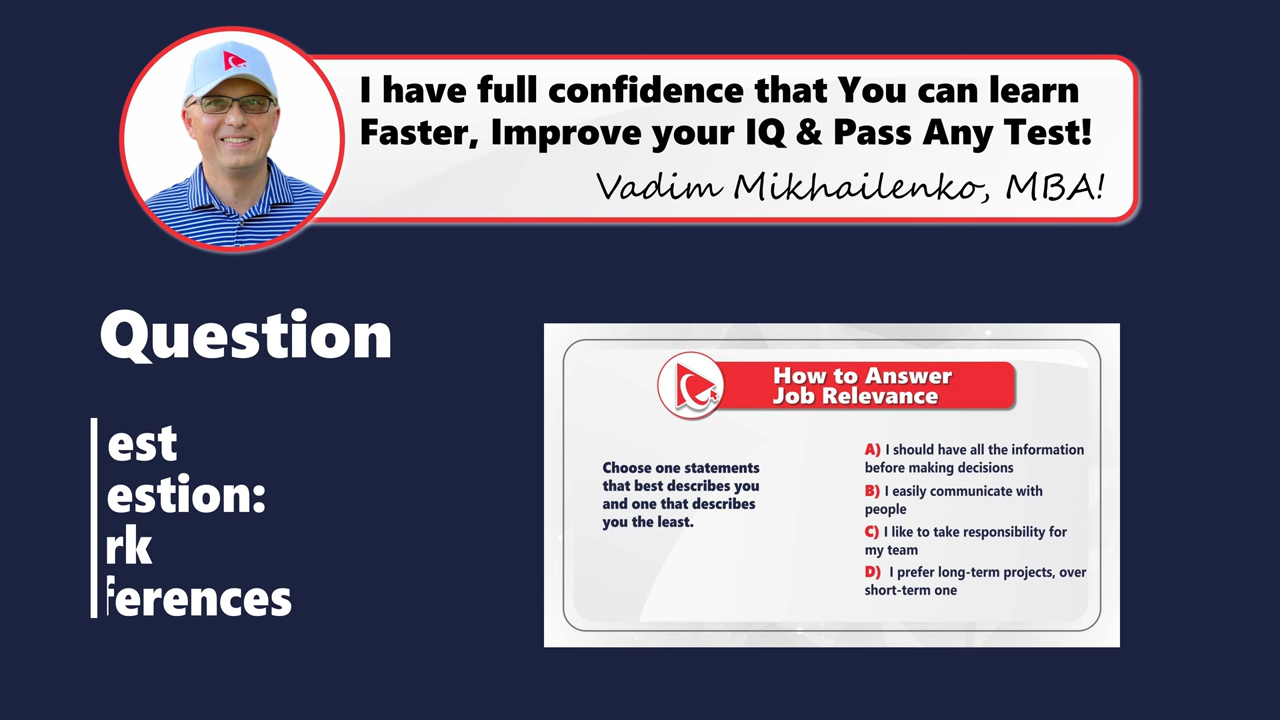 I have full confidence that You can learn
Faster, Improve your IQ & Pass Any Test!
Vadim Mikhailenko, MBA!
Question
est
estion:
rk
ferences
How to Answer
Job Relevance
Choose one statements
that best describes you
and one that describes
you the least.
A) I should have all the information
before making decisions
B) I easily communicate with
people
C) I like to take responsibility for
my team
D) I prefer long-term projects, over
short-term one